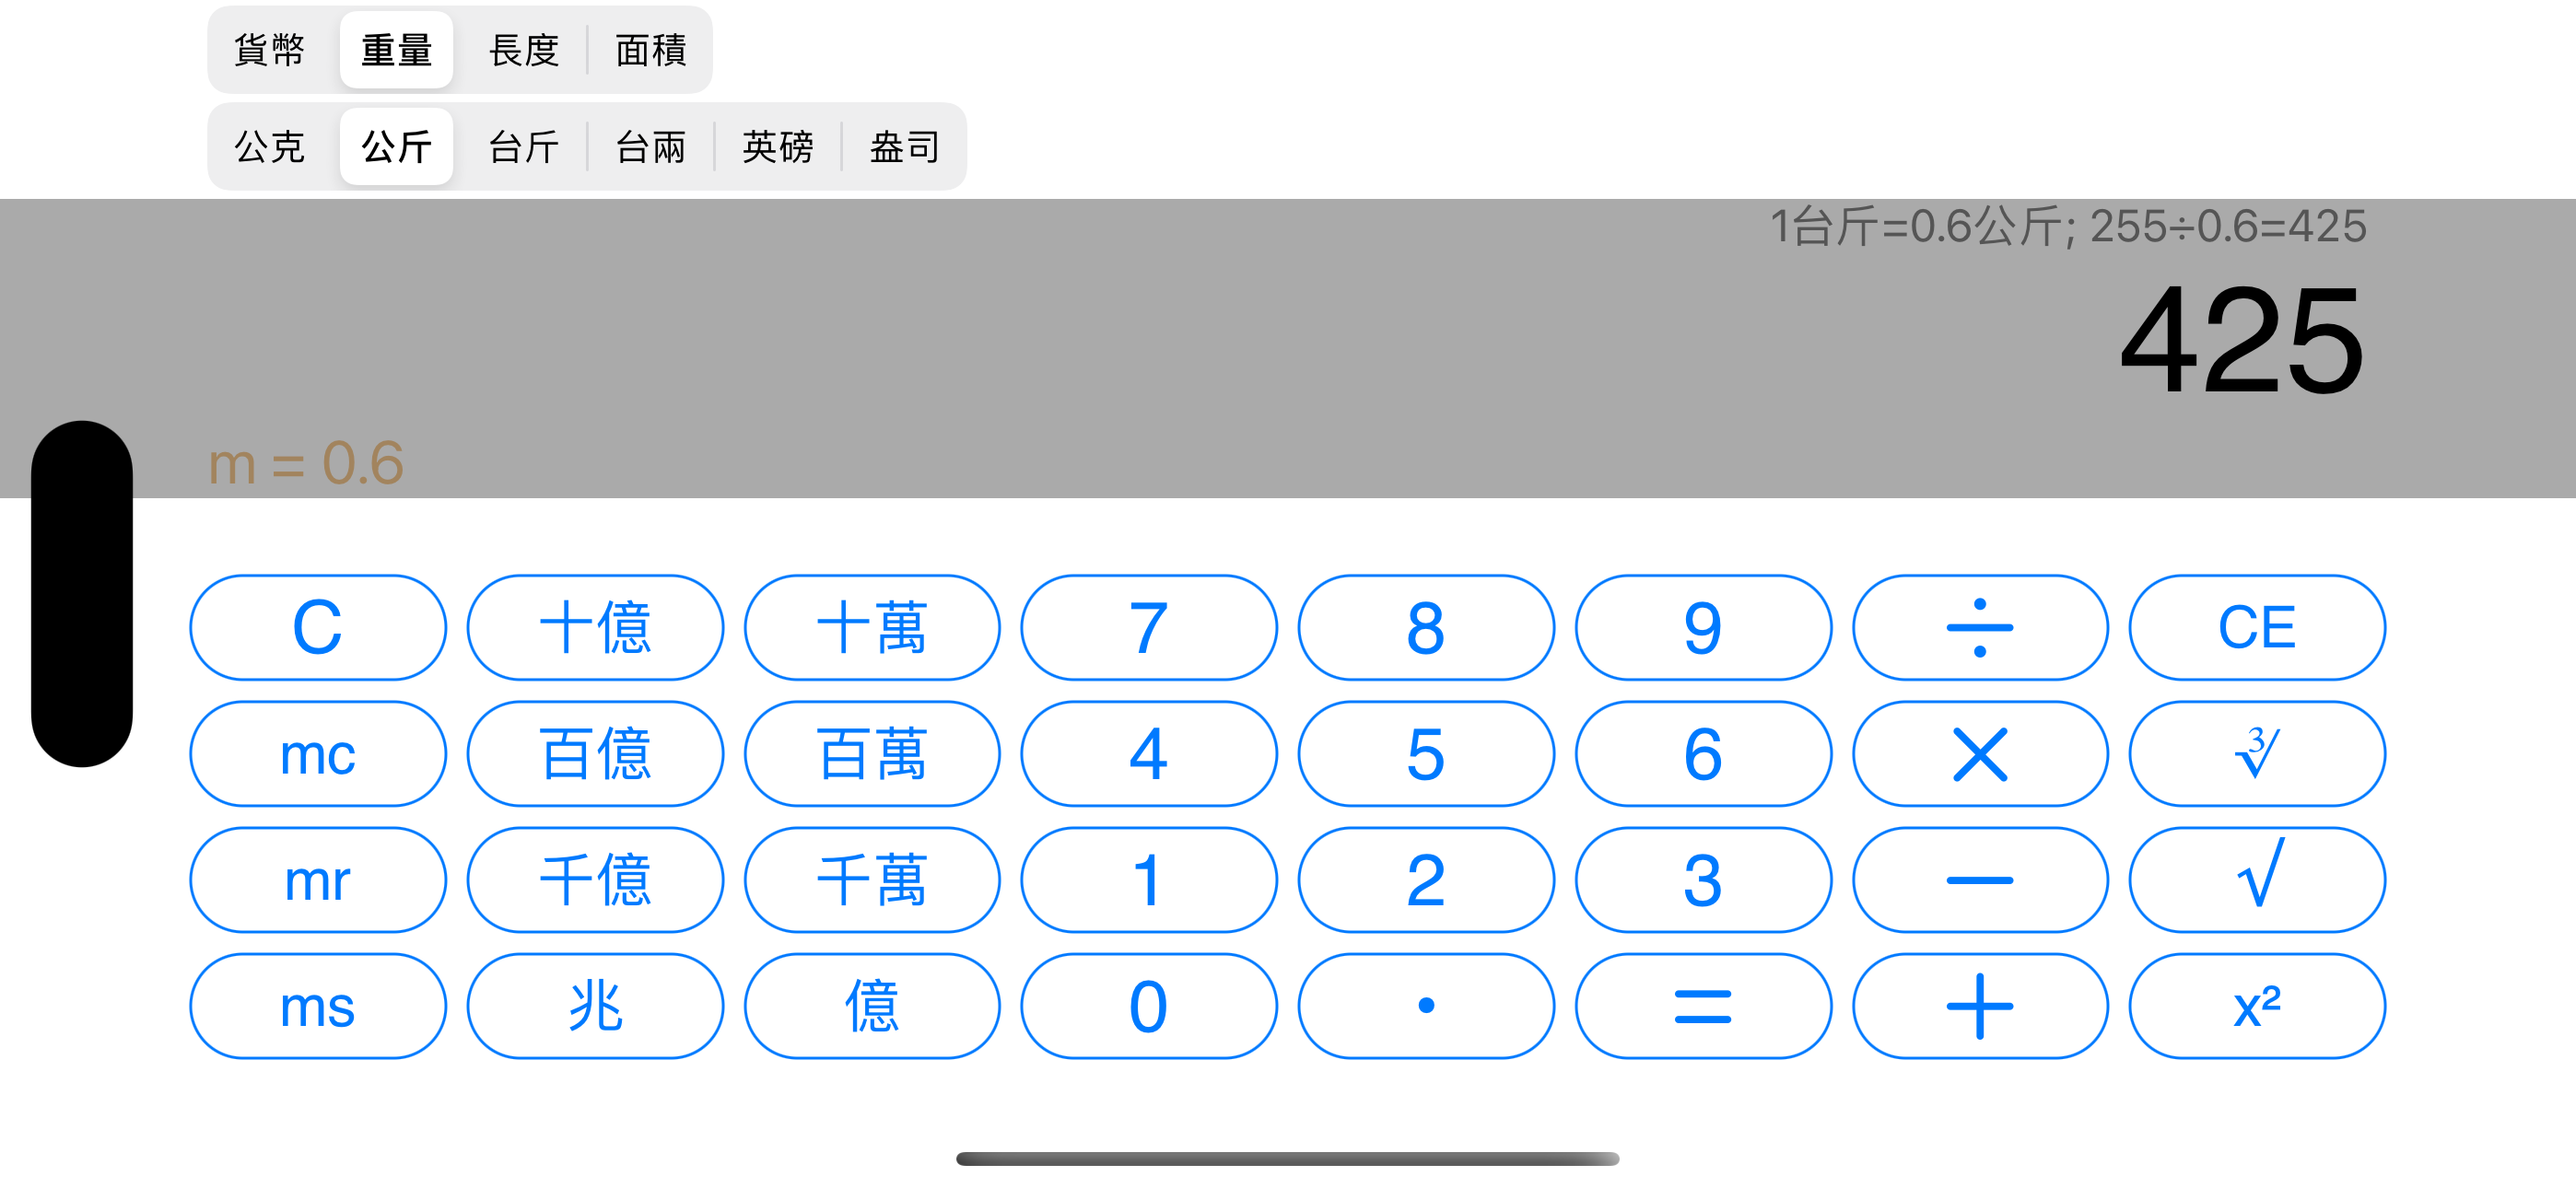 貨幣 重量 長度 面積
公克 公斤 台斤 台兩 英磅 盎司
1台斤=0.6公斤; 255÷0.6=425
425
m = 0.6
C 十億 十萬 7 8 9 ÷ CE
mc 百億 百萬 4 5 6 × ∛
mr 千億 千萬 1 2 3 − √
ms 兆 億 0 · = + x²